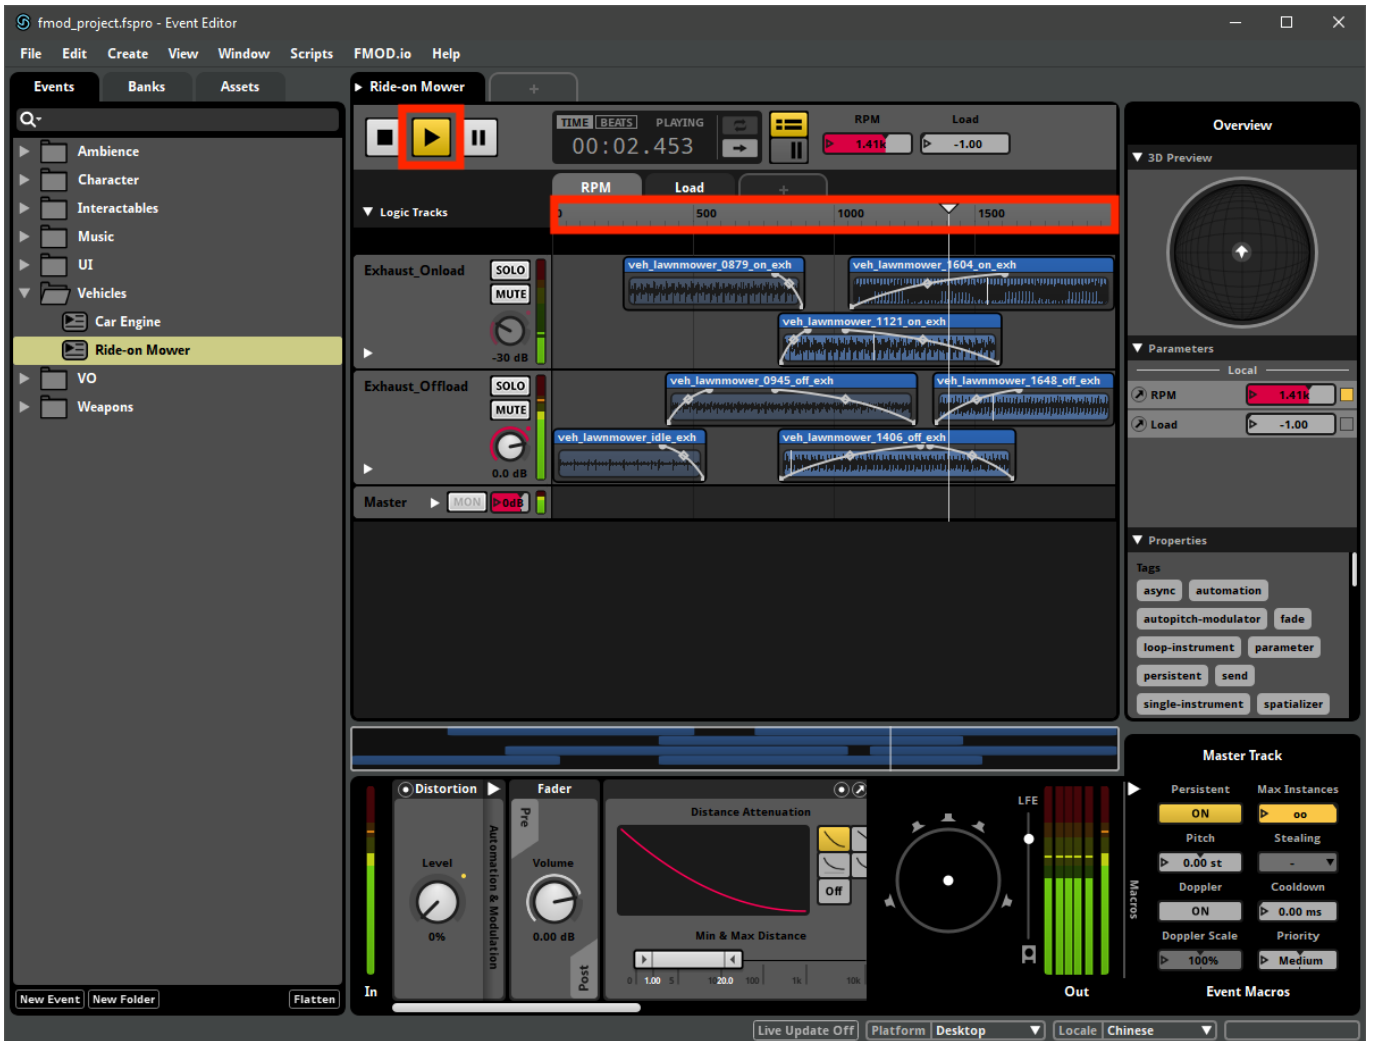 fmod_project.fspro - Event Editor
File Edit Create View Window Scripts FMOD.io Help
Events Banks Assets
Ambience
Character
Interactables
Music
UI
Vehicles
Car Engine
Ride-on Mower
VO
Weapons
New Event New Folder Flatten
Ride-on Mower +
TIME BEATS PLAYING
00:02.453
RPM Load
1.41k -1.00
RPM Load +
Logic Tracks
0 500 1000 1500
Exhaust_Onload SOLO
MUTE
-30 dB
veh_lawnmower_0879_on_exh veh_lawnmower_1604_on_exh
veh_lawnmower_1121_on_exh
Exhaust_Offload SOLO
MUTE
0.0 dB
veh_lawnmower_0945_off_exh veh_lawnmower_1648_off_exh
veh_lawnmower_idle_exh veh_lawnmower_1406_off_exh
Master MON 0dB
Overview
3D Preview
Parameters
Local
RPM 1.41k
Load -1.00
Properties
Tags
async automation
autopitch-modulator fade
loop-instrument parameter
persistent send
single-instrument spatializer
In
Distortion
Level
0%
Automation & Modulation
Fader
Pre
Volume
0.00 dB
Post
Distance Attenuation
Off
Min & Max Distance
0 1.00 5 20.0 100 1k 10k
LFE
Out
Macros
Master Track
Persistent Max Instances
ON oo
Pitch Stealing
0.00 st -
Doppler Cooldown
ON 0.00 ms
Doppler Scale Priority
100% Medium
Event Macros
Live Update Off Platform Desktop Locale Chinese